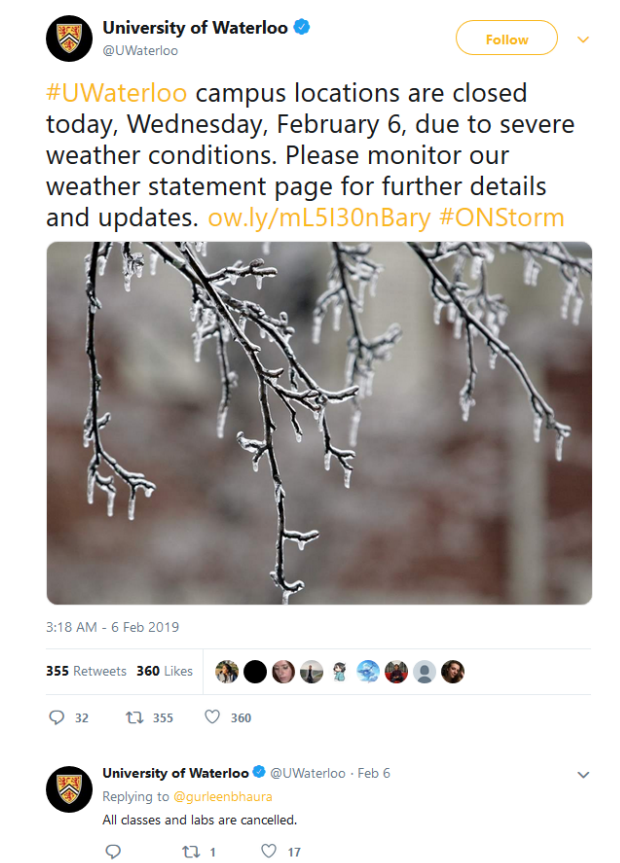 University of Waterloo
@UWaterloo
Follow
#UWaterloo campus locations are closed
today, Wednesday, February 6, due to severe
weather conditions. Please monitor our
weather statement page for further details
and updates. ow.ly/mL5I30nBary #ONStorm
3:18 AM - 6 Feb 2019
355 Retweets 360 Likes
32 355 360
University of Waterloo @UWaterloo · Feb 6
Replying to @gurleenbhaura
All classes and labs are cancelled.
1 17